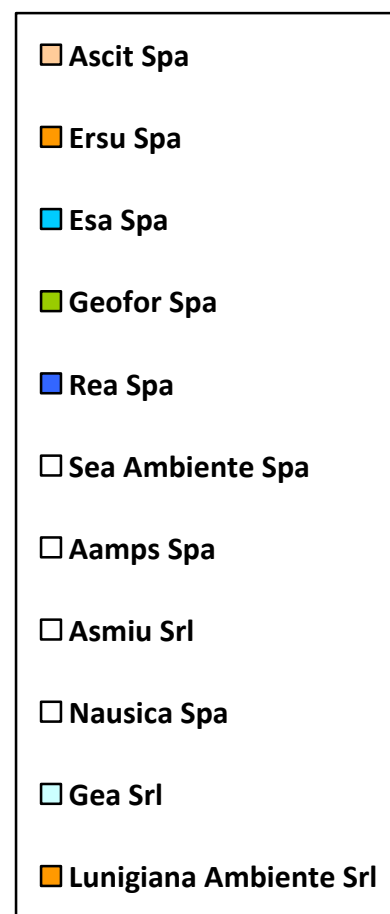 Ascit Spa
Ersu Spa
Esa Spa
Geofor Spa
Rea Spa
Sea Ambiente Spa
Aamps Spa
Asmiu Srl
Nausica Spa
Gea Srl
Lunigiana Ambiente Srl